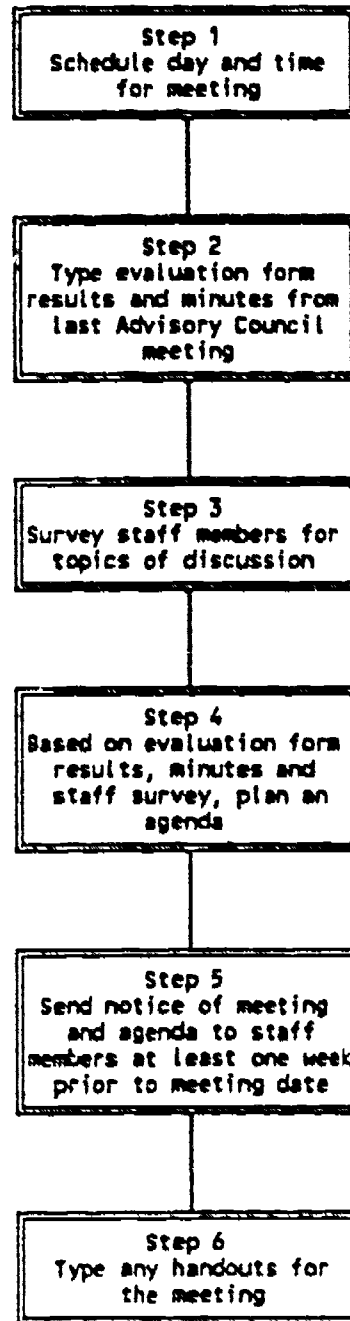 Step 1
Schedule day and time
for meeting
Step 2
Type evaluation form
results and minutes from
last Advisory Council
meeting
Step 3
Survey staff members for
topics of discussion
Step 4
Based on evaluation form
results, minutes and
staff survey, plan an
agenda
Step 5
Send notice of meeting
and agenda to staff
members at least one week
prior to meeting date
Step 6
Type any handouts for
the meeting